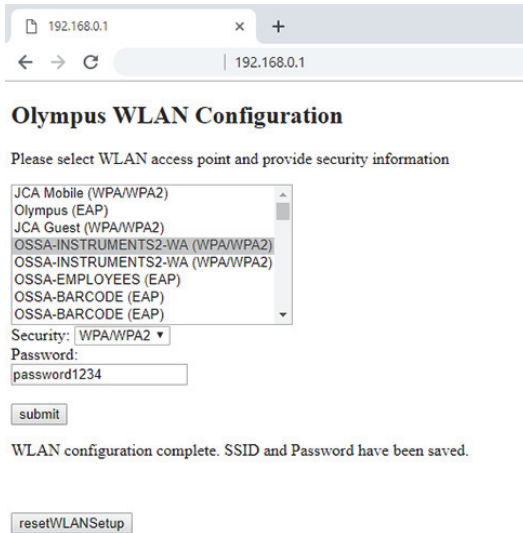 192.168.0.1
192.168.0.1
Olympus WLAN Configuration
Please select WLAN access point and provide security information
JCA Mobile (WPA/WPA2)
Olympus (EAP)
JCA Guest (WPA/WPA2)
OSSA-INSTRUMENTS2-WA (WPA/WPA2)
OSSA-INSTRUMENTS2-WA (WPA/WPA2)
OSSA-EMPLOYEES (EAP)
OSSA-BARCODE (EAP)
OSSA-BARCODE (EAP)
Security: WPA/WPA2
Password:
password1234
submit
WLAN configuration complete. SSID and Password have been saved.
resetWLANSetup